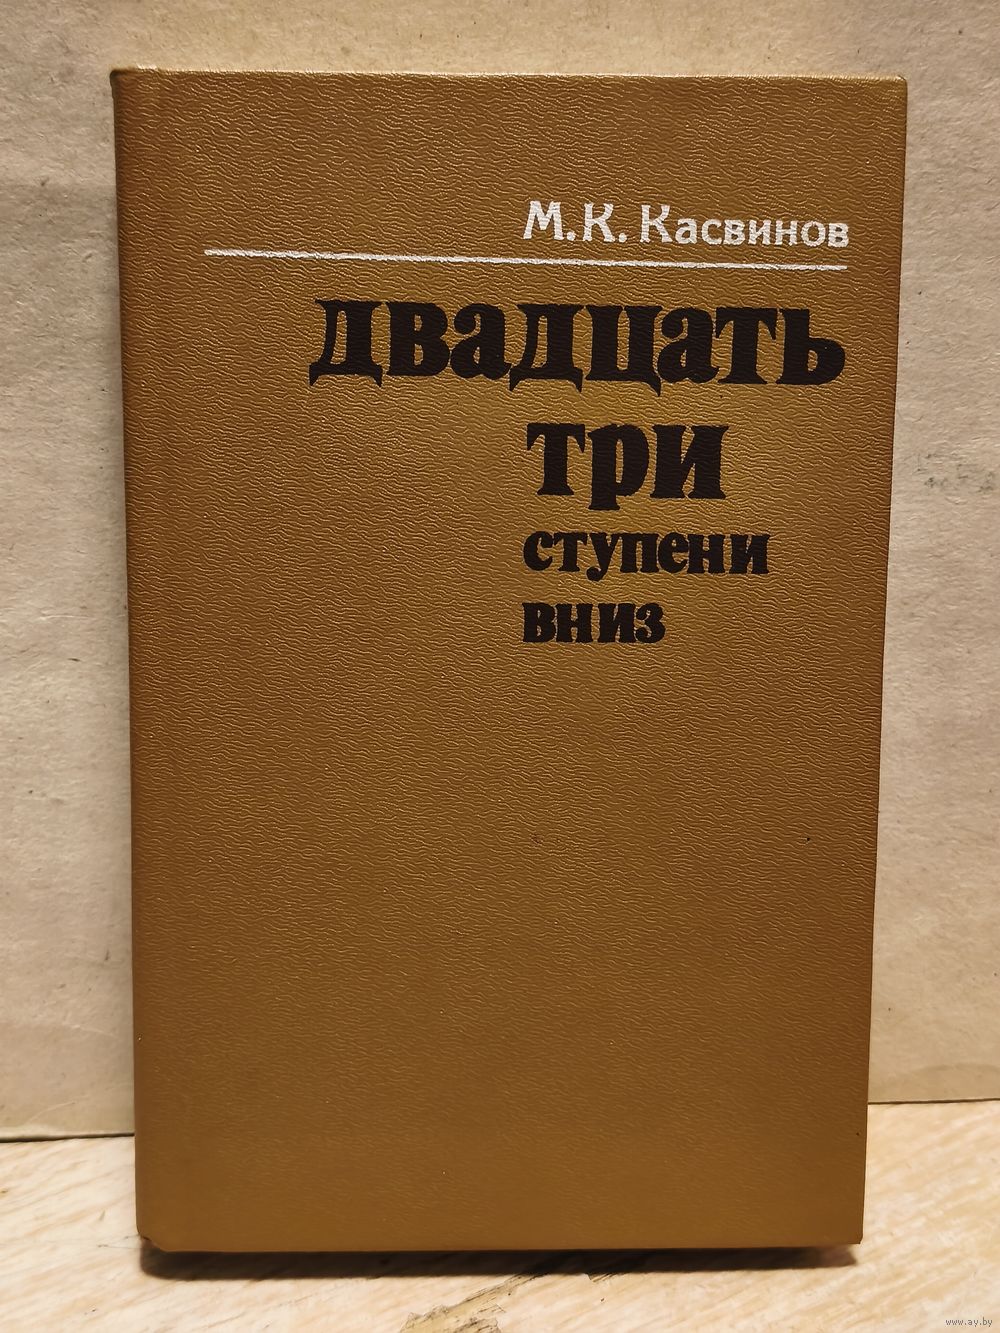 М.К. Касвинов
двадцать
три
ступени
вниз
www.ay.by